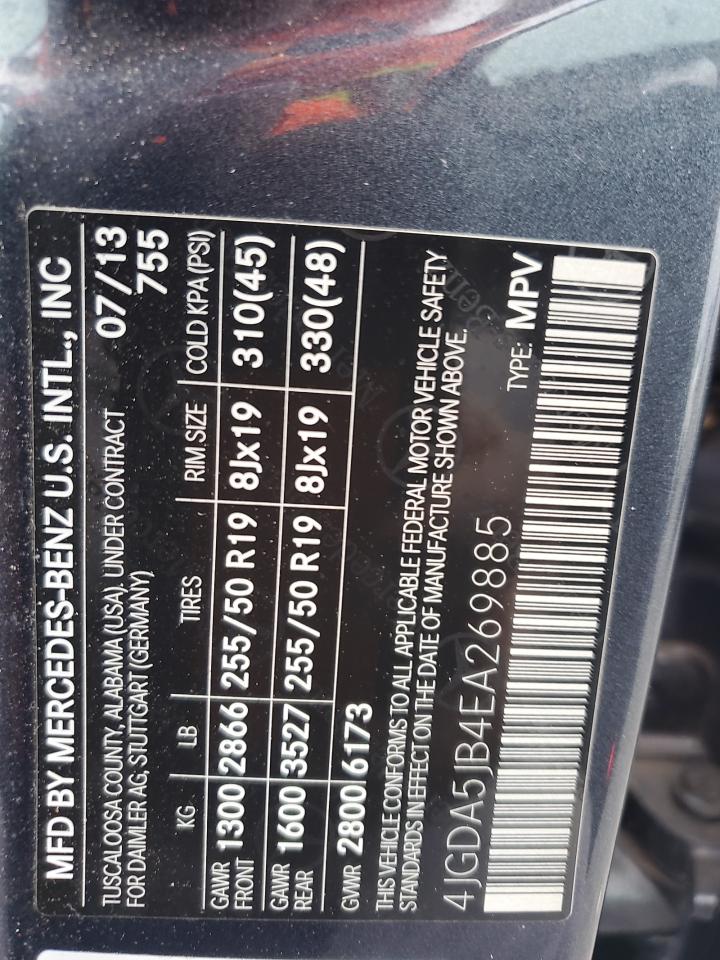 MFD BY MERCEDES-BENZ U.S. INTL., INC
TUSCALOOSA COUNTY, ALABAMA (USA), UNDER CONTRACT 07/13
FOR DAIMLER AG; STUTTGART (GERMANY) 755
KG LB TIRES RIM SIZE COLD KPA (PSI)
GAWR FRONT 1300 2866 255/50 R19 8Jx19 310(45)
GAWR REAR 1600 3527 255/50 R19 8Jx19 330(48)
GVWR 2800 6173
THIS VEHICLE CONFORMS TO ALL APPLICABLE FEDERAL MOTOR VEHICLE SAFETY
STANDARDS IN EFFECT ON THE DATE OF MANUFACTURE SHOWN ABOVE.
4JGDA5JB4EA269885 TYPE: MPV